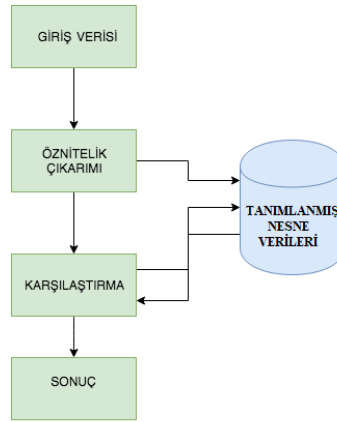 GİRİŞ VERİSİ
ÖZNİTELİK
ÇIKARIMI
TANIMLANMIŞ
NESNE
VERİLERİ
KARŞILAŞTIRMA
SONUÇ